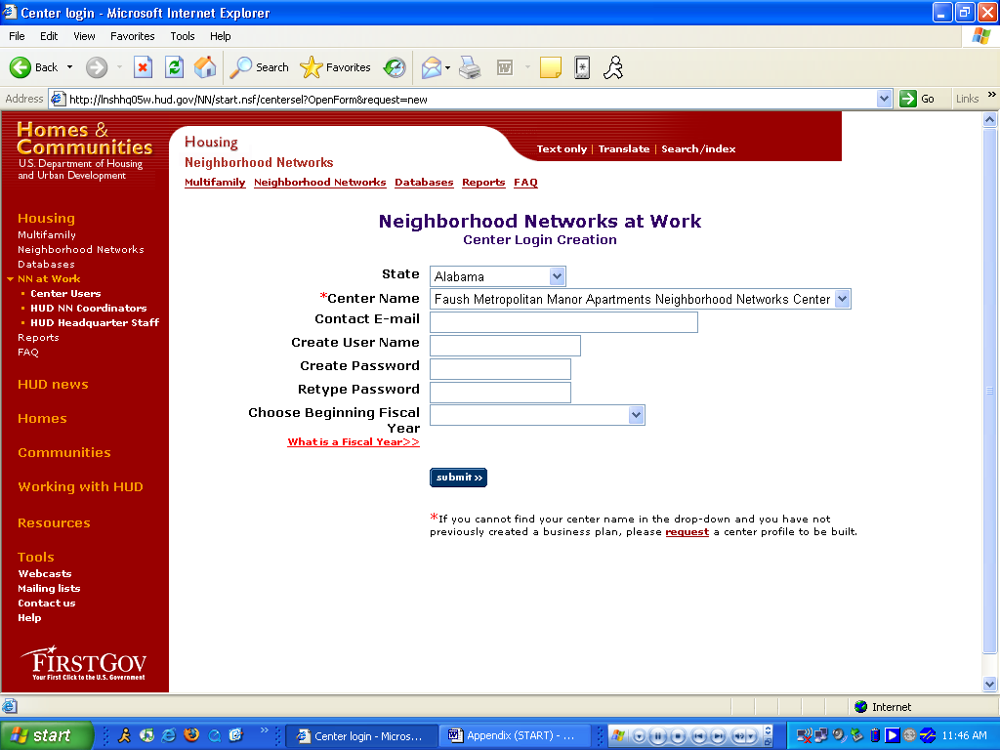 Center login - Microsoft Internet Explorer
File Edit View Favorites Tools Help
Back Search Favorites
Address http://lnshhq05w.hud.gov/NN/start.nsf/centersel?OpenForm&request=new Go Links »
Homes &
Communities
U.S. Department of Housing
and Urban Development
Housing
Neighborhood Networks
Text only | Translate | Search/index
Multifamily Neighborhood Networks Databases Reports FAQ
Housing
Multifamily
Neighborhood Networks
Databases
NN at Work
• Center Users
• HUD NN Coordinators
• HUD Headquarter Staff
Reports
FAQ
HUD news
Homes
Communities
Working with HUD
Resources
Tools
Webcasts
Mailing lists
Contact us
Help
FIRSTGOV
Your First Click to the U.S. Government
Neighborhood Networks at Work
Center Login Creation
State Alabama
*Center Name Faush Metropolitan Manor Apartments Neighborhood Networks Center
Contact E-mail
Create User Name
Create Password
Retype Password
Choose Beginning Fiscal
Year
What is a Fiscal Year>>
submit »
*If you cannot find your center name in the drop-down and you have not
previously created a business plan, please request a center profile to be built.
Internet
start » Center login - Micros... Appendix (START) - ... 11:46 AM